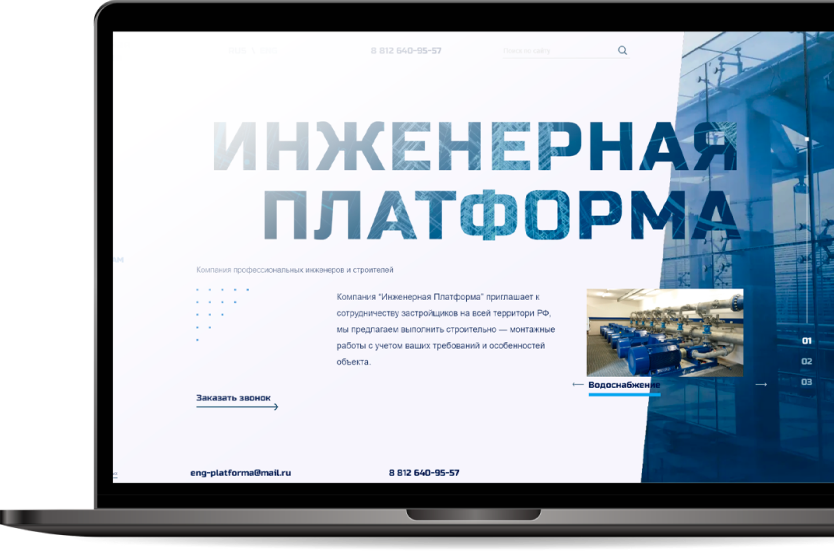 8 812 640-95-57
Поиск по сайту
ИНЖЕНЕРНАЯ
ПЛАТФОРМА
Компания профессиональных инженеров и строителей
Компания "Инженерная Платформа" приглашает к
сотрудничеству застройщиков на всей територи РФ,
мы предлагаем выполнить строительно — монтажные
работы с учетом ваших требований и особенностей
объекта.
01
02
03
Водоснабжение
Заказать звонок
eng-platforma@mail.ru
8 812 640-95-57